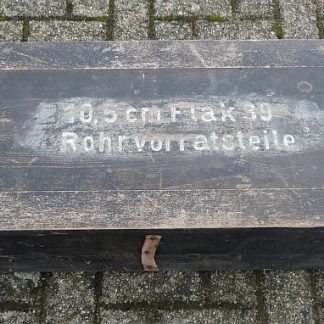 10,5 cm Flak 39
Rohrvorratsteile